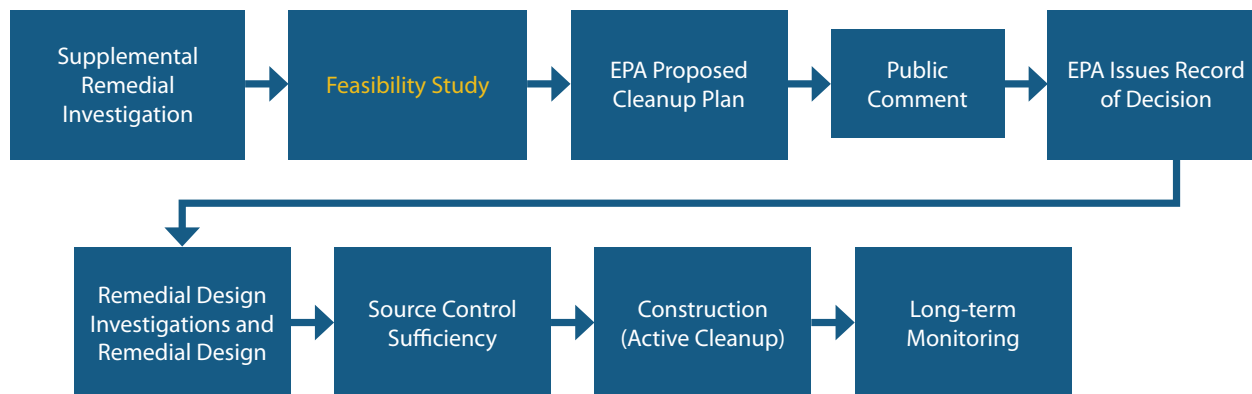 Supplemental
Remedial
Investigation
Feasibility Study
EPA Proposed
Cleanup Plan
Public
Comment
EPA Issues Record
of Decision
Remedial Design
Investigations and
Remedial Design
Source Control
Sufficiency
Construction
(Active Cleanup)
Long-term
Monitoring